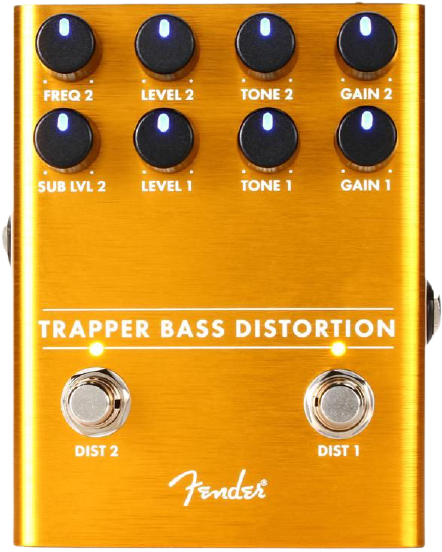 FREQ 2 LEVEL 2 TONE 2 GAIN 2
SUB LVL 2 LEVEL 1 TONE 1 GAIN 1
TRAPPER BASS DISTORTION
DIST 2 DIST 1
Fender